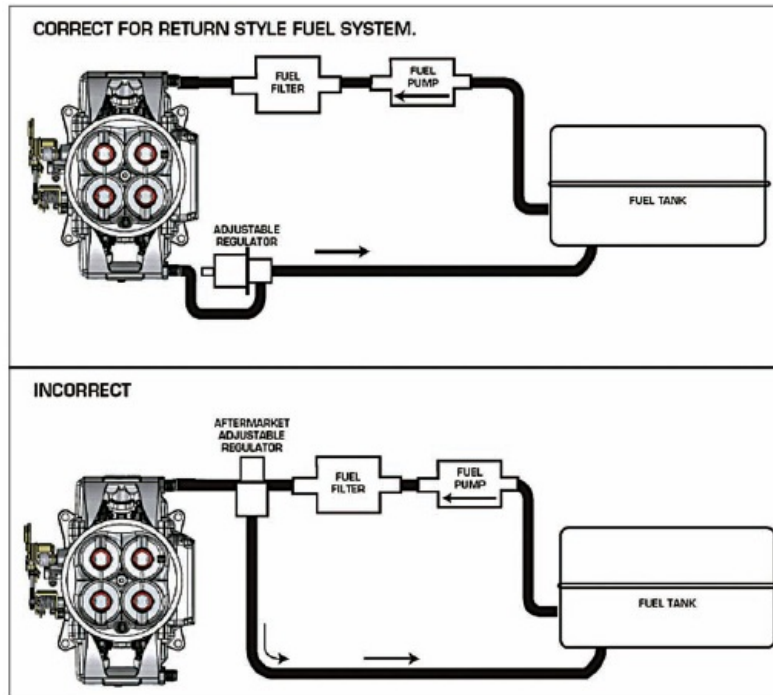 CORRECT FOR RETURN STYLE FUEL SYSTEM.
FUEL
FILTER
FUEL
PUMP
FUEL TANK
ADJUSTABLE
REGULATOR
INCORRECT
AFTERMARKET
ADJUSTABLE
REGULATOR
FUEL
FILTER
FUEL
PUMP
FUEL TANK